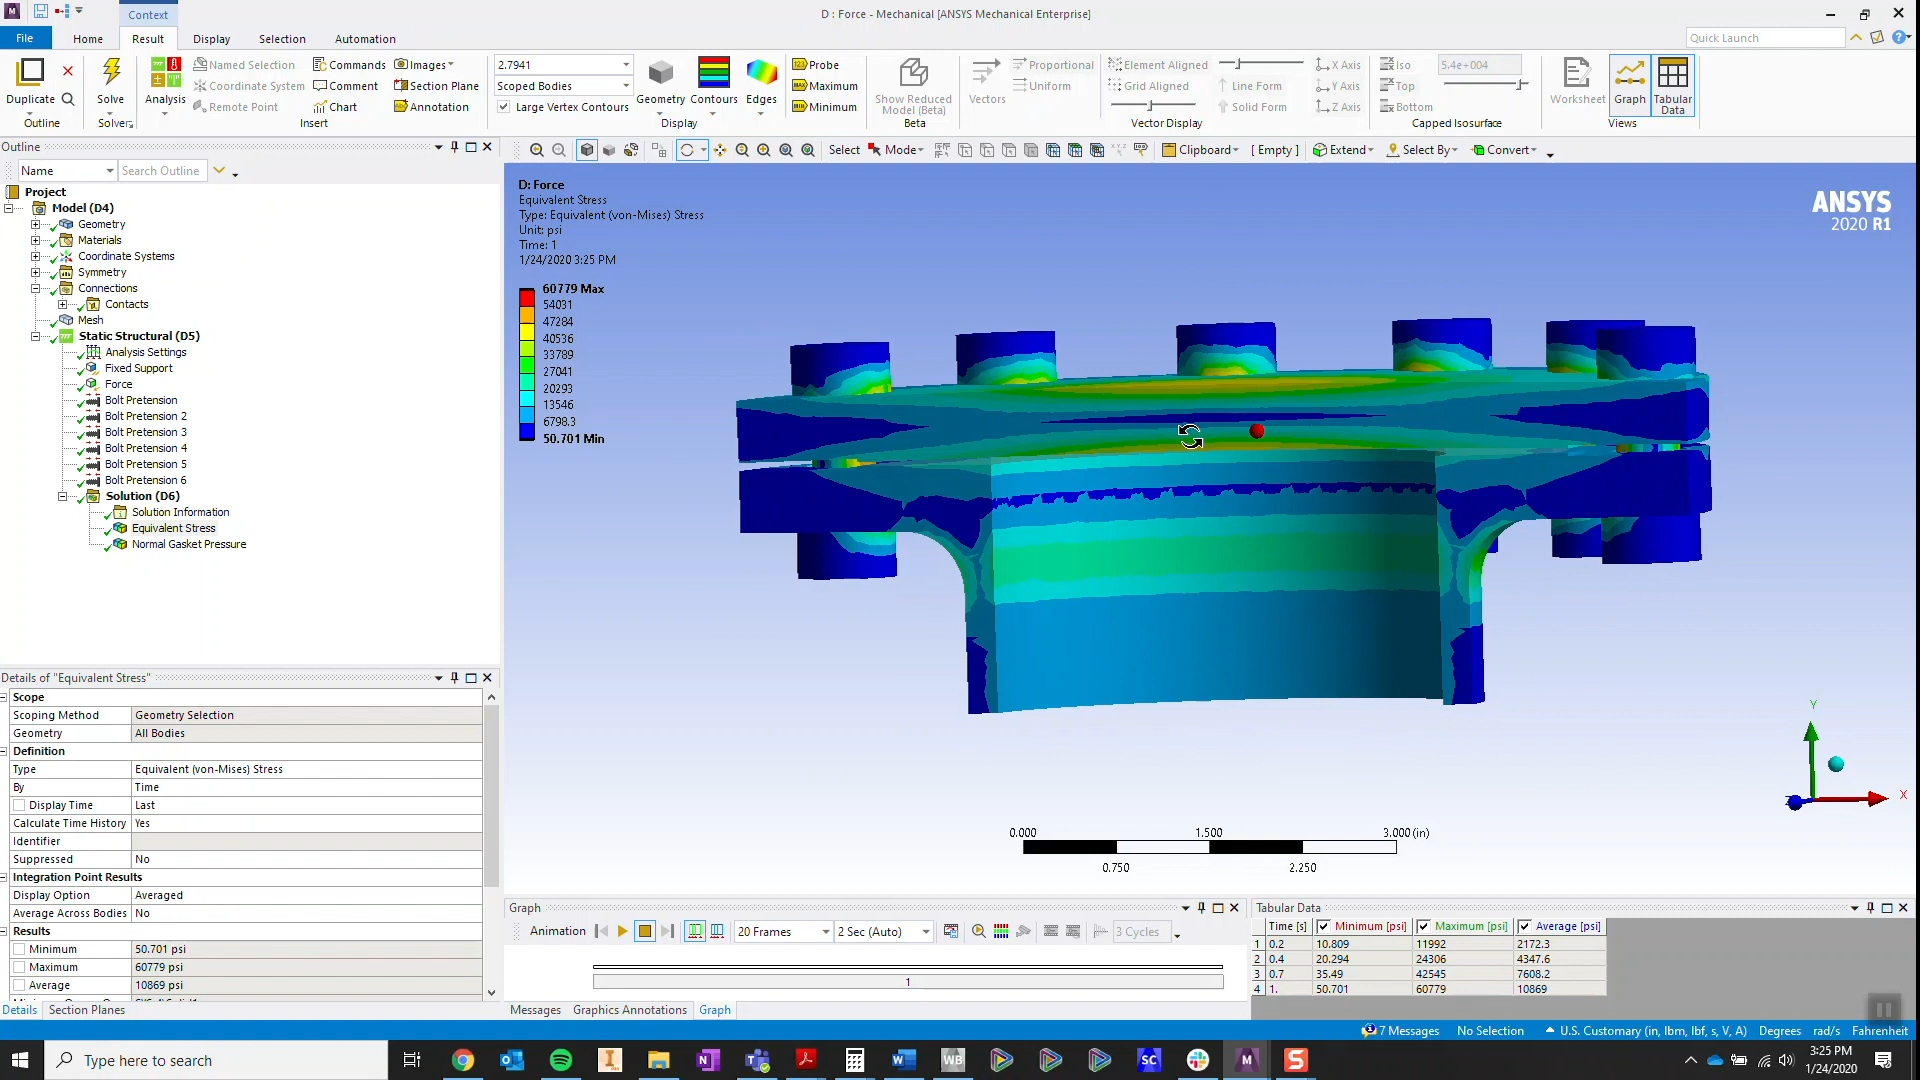 Context
D : Force - Mechanical [ANSYS Mechanical Enterprise]
File Home Result Display Selection Automation
Quick Launch
Duplicate
Outline
Solve
Solver
Analysis
Named Selection
Coordinate System
Remote Point
Commands
Comment
Chart
Images
Section Plane
Annotation
Insert
2.7941
Scoped Bodies
Large Vertex Contours
Geometry
Contours
Edges
Display
Probe
Maximum
Minimum
Show Reduced
Model (Beta)
Beta
Vectors
Proportional
Uniform
Element Aligned
Grid Aligned
Line Form
Solid Form
X Axis
Y Axis
Z Axis
Vector Display
Iso
Top
Bottom
5.4e+004
Capped Isosurface
Worksheet
Graph
Tabular
Data
Views
Outline
Name
Search Outline
Select Mode Clipboard [ Empty ] Extend Select By Convert
Project
Model (D4)
Geometry
Materials
Coordinate Systems
Symmetry
Connections
Contacts
Mesh
Static Structural (D5)
Analysis Settings
Fixed Support
Force
Bolt Pretension
Bolt Pretension 2
Bolt Pretension 3
Bolt Pretension 4
Bolt Pretension 5
Bolt Pretension 6
Solution (D6)
Solution Information
Equivalent Stress
Normal Gasket Pressure
D: Force
Equivalent Stress
Type: Equivalent (von-Mises) Stress
Unit: psi
Time: 1
1/24/2020 3:25 PM
60779 Max
54031
47284
40536
33789
27041
20293
13546
6798.3
50.701 Min
ANSYS
2020 R1
Y
X
0.000 1.500 3.000 (in)
0.750 2.250
Details of "Equivalent Stress"
Scope
Scoping Method Geometry Selection
Geometry All Bodies
Definition
Type Equivalent (von-Mises) Stress
By Time
Display Time Last
Calculate Time History Yes
Identifier
Suppressed No
Integration Point Results
Display Option Averaged
Average Across Bodies No
Results
Minimum 50.701 psi
Maximum 60779 psi
Average 10869 psi
Details Section Planes
Graph
Animation 20 Frames 2 Sec (Auto) 3 Cycles
1
Messages Graphics Annotations Graph
Tabular Data
Time [s] Minimum [psi] Maximum [psi] Average [psi]
1 0.2 10.809 11992 2172.3
2 0.4 20.294 24306 4347.6
3 0.7 35.49 42545 7608.2
4 1. 50.701 60779 10869
7 Messages No Selection U.S. Customary (in, lbm, lbf, s, V, A) Degrees rad/s Fahrenheit
Type here to search
WB
SC
M
3:25 PM
1/24/2020